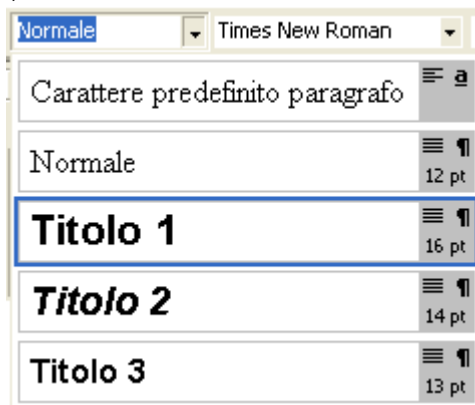 Normale Times New Roman
Carattere predefinito paragrafo a
Normale ¶
12 pt
Titolo 1 ¶
16 pt
Titolo 2 ¶
14 pt
Titolo 3 ¶
13 pt